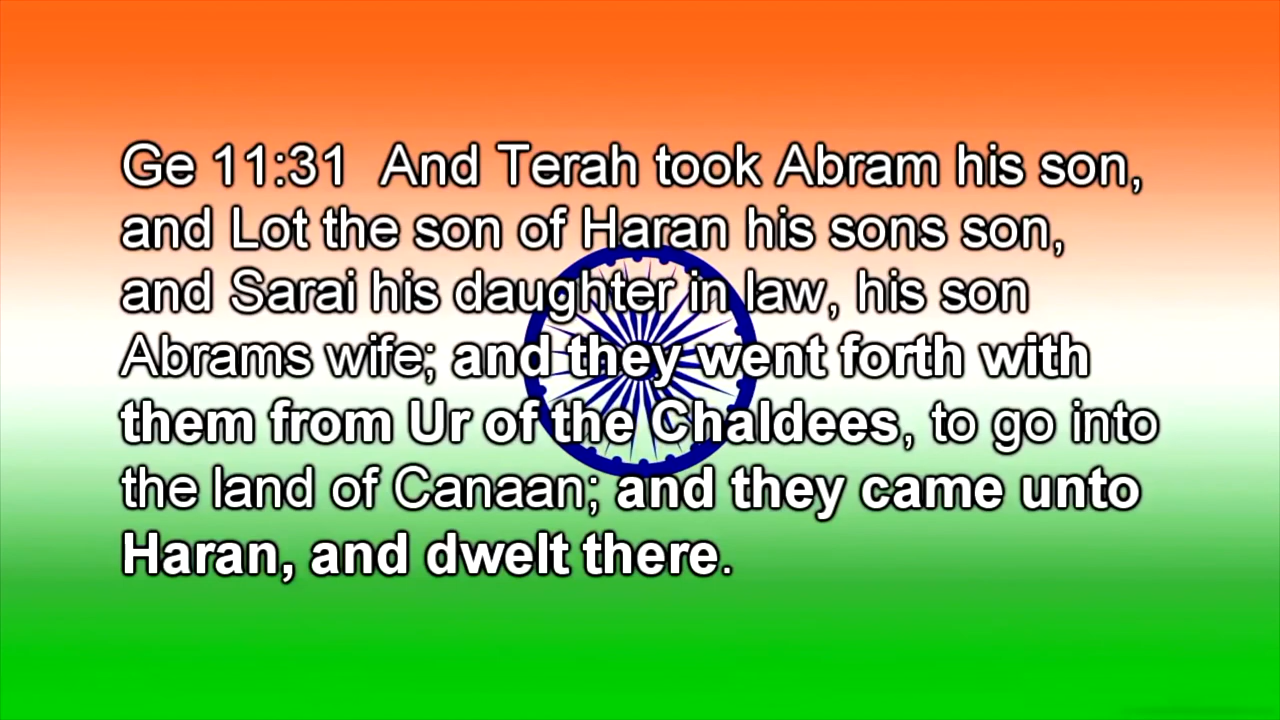 Ge 11:31  And Terah took Abram his son,
and Lot the son of Haran his sons son,
and Sarai his daughter in law, his son
Abrams wife; and they went forth with
them from Ur of the Chaldees, to go into
the land of Canaan; and they came unto
Haran, and dwelt there.